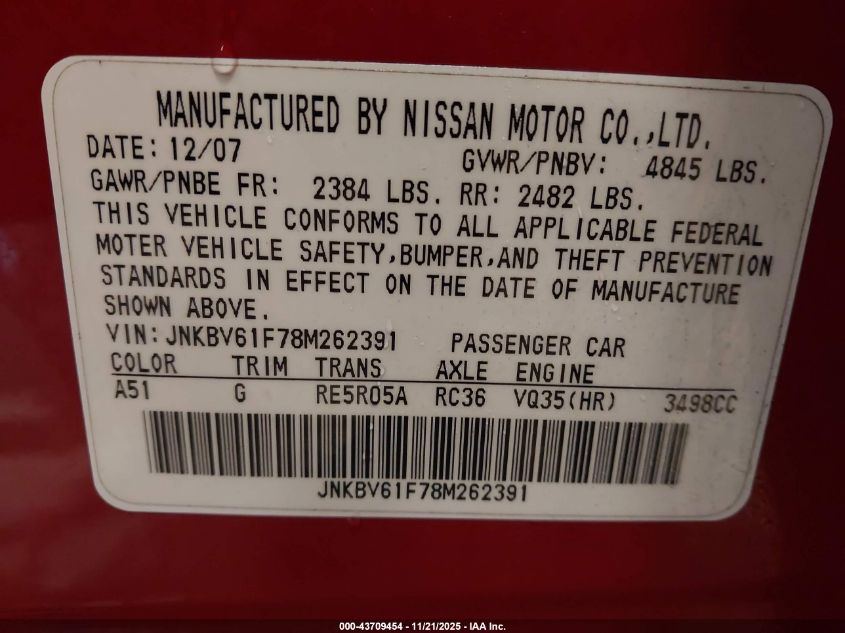 MANUFACTURED BY NISSAN MOTOR CO.,LTD.
DATE: 12/07 GVWR/PNBV: 4845 LBS.
GAWR/PNBE FR: 2384 LBS. RR: 2482 LBS.
THIS VEHICLE CONFORMS TO ALL APPLICABLE FEDERAL
MOTER VEHICLE SAFETY,BUMPER,AND THEFT PREVENTION
STANDARDS IN EFFECT ON THE DATE OF MANUFACTURE
SHOWN ABOVE.
VIN: JNKBV61F78M262391 PASSENGER CAR
COLOR TRIM TRANS AXLE ENGINE
A51 G RE5R05A RC36 VQ35(HR) 3498CC
JNKBV61F78M262391
000-43709454 - 11/21/2025 - IAA Inc.